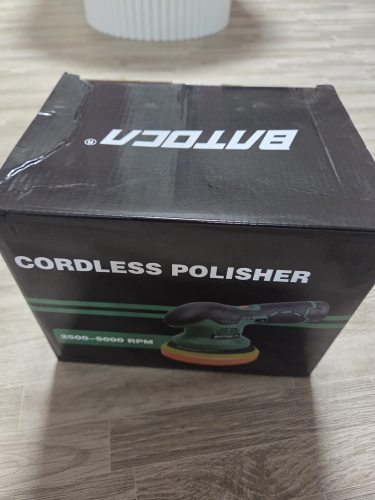 BATOCA®
CORDLESS POLISHER
2500-5000 RPM